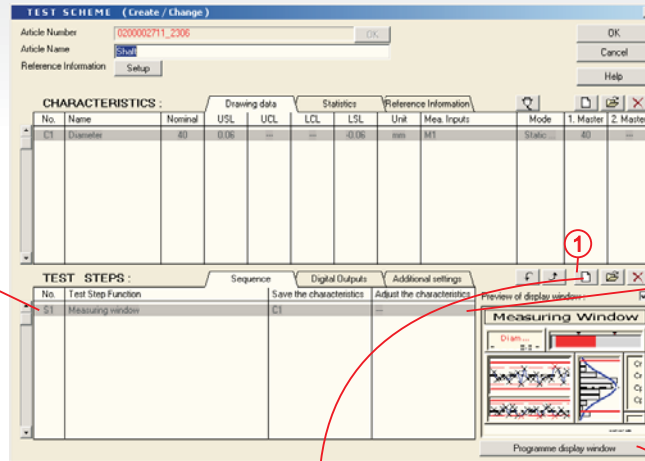 TEST SCHEME (Create / Change)
Article Number 0200002711_2306 OK OK
Article Name Shaft Cancel
Reference Information Setup
Help
CHARACTERISTICS : Drawing data Statistics Reference Information
No. Name Nominal USL UCL LCL LSL Unit Mea. Inputs Mode 1. Master 2. Master
C1 Diameter 40 0.06 -- -- -0.06 mm M1 Static ... 40 --
1
TEST STEPS : Sequence Digital Outputs Additional settings
No. Test Step Function Save the characteristics Adjust the characteristics Preview of display window :
S1 Measuring window C1 --
Measuring Window
Diam...
Programme display window